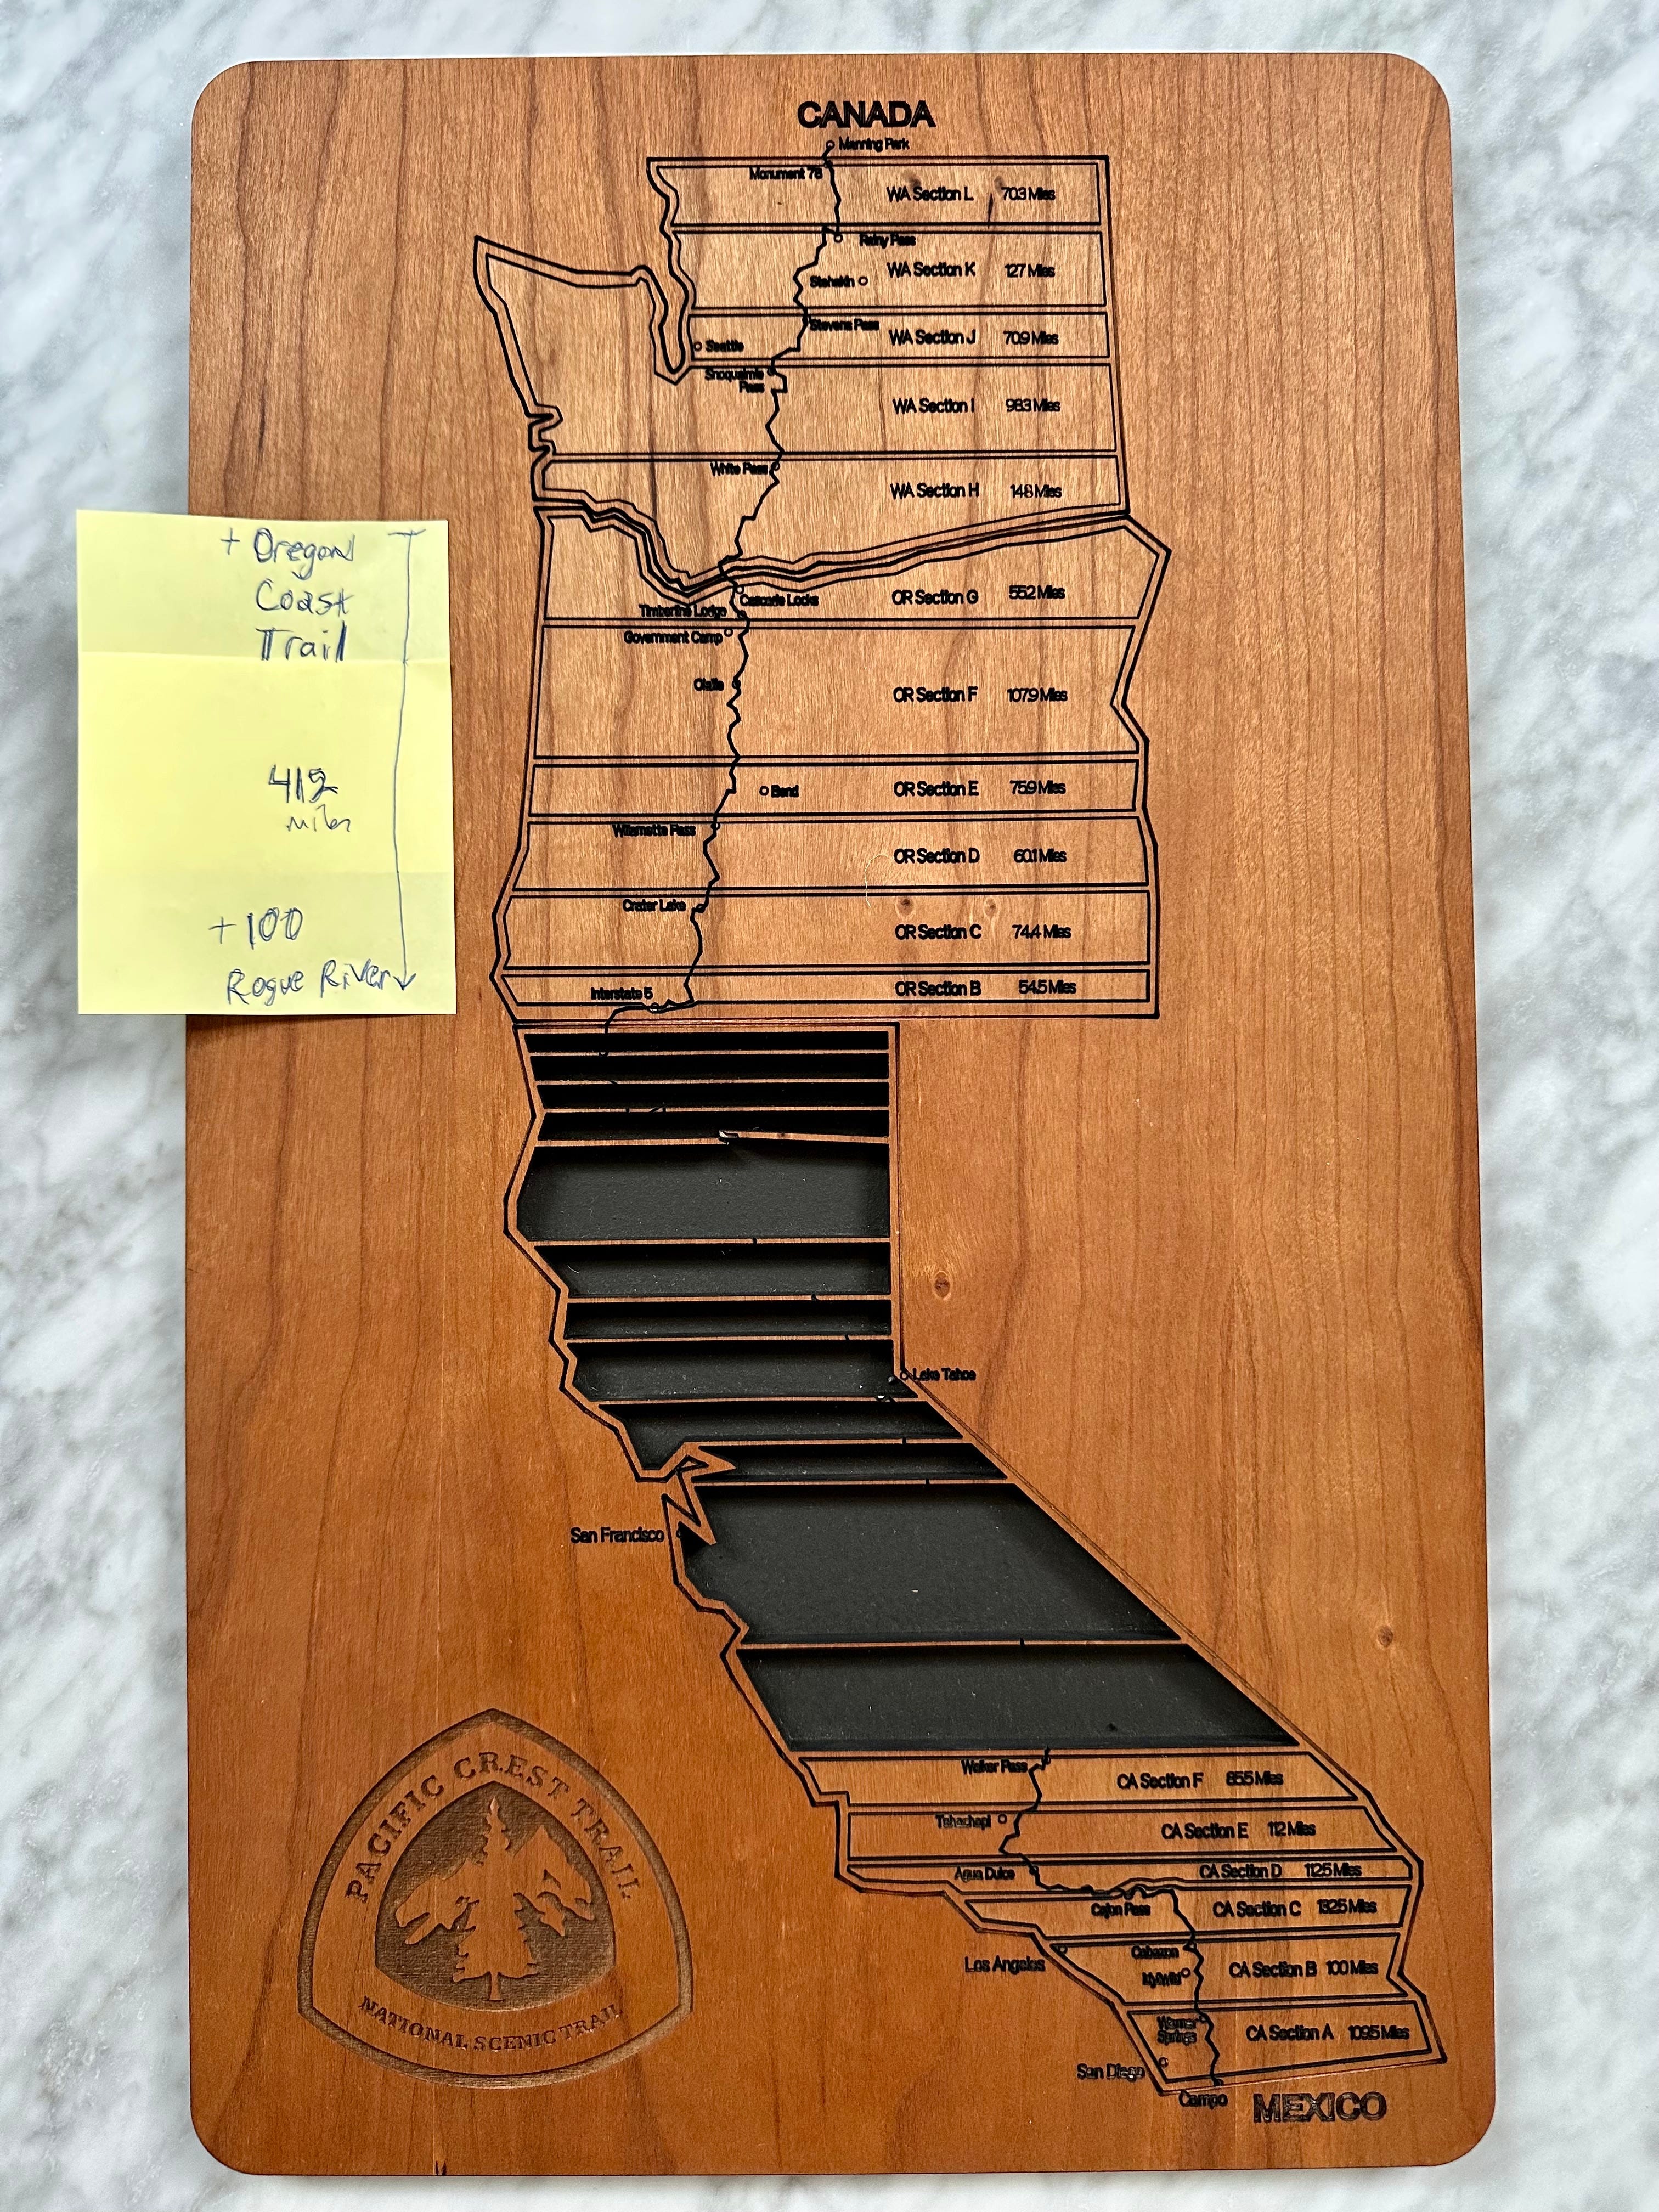 CANADA
Manning Park
Monument 78
WA Section L 70.3 Miles
Rainy Pass
WA Section K 127 Miles
Stehekin
Stevens Pass
WA Section J 70.9 Miles
Seattle
Snoqualmie
Pass
WA Section I 98.3 Miles
White Pass
WA Section H 148 Miles
+ Oregon
Coast
Trail
412
miles
+100
Rogue River
Cascade Locks
OR Section G 55.2 Miles
Timberline Lodge
Government Camp
Olallie
OR Section F 107.9 Miles
Bend
OR Section E 75.9 Miles
Willamette Pass
OR Section D 60.1 Miles
Crater Lake
OR Section C 74.4 Miles
Interstate 5
OR Section B 54.5 Miles
Lake Tahoe
San Francisco
Walker Pass
CA Section F 85.5 Miles
Tehachapi
CA Section E 112 Miles
Agua Dulce
CA Section D 112.5 Miles
Cajon Pass
CA Section C 132.5 Miles
Los Angeles
Cabazon
Idyllwild
CA Section B 100 Miles
Warner
Springs
CA Section A 109.5 Miles
San Diego
Campo
MEXICO
PACIFIC CREST TRAIL
NATIONAL SCENIC TRAIL